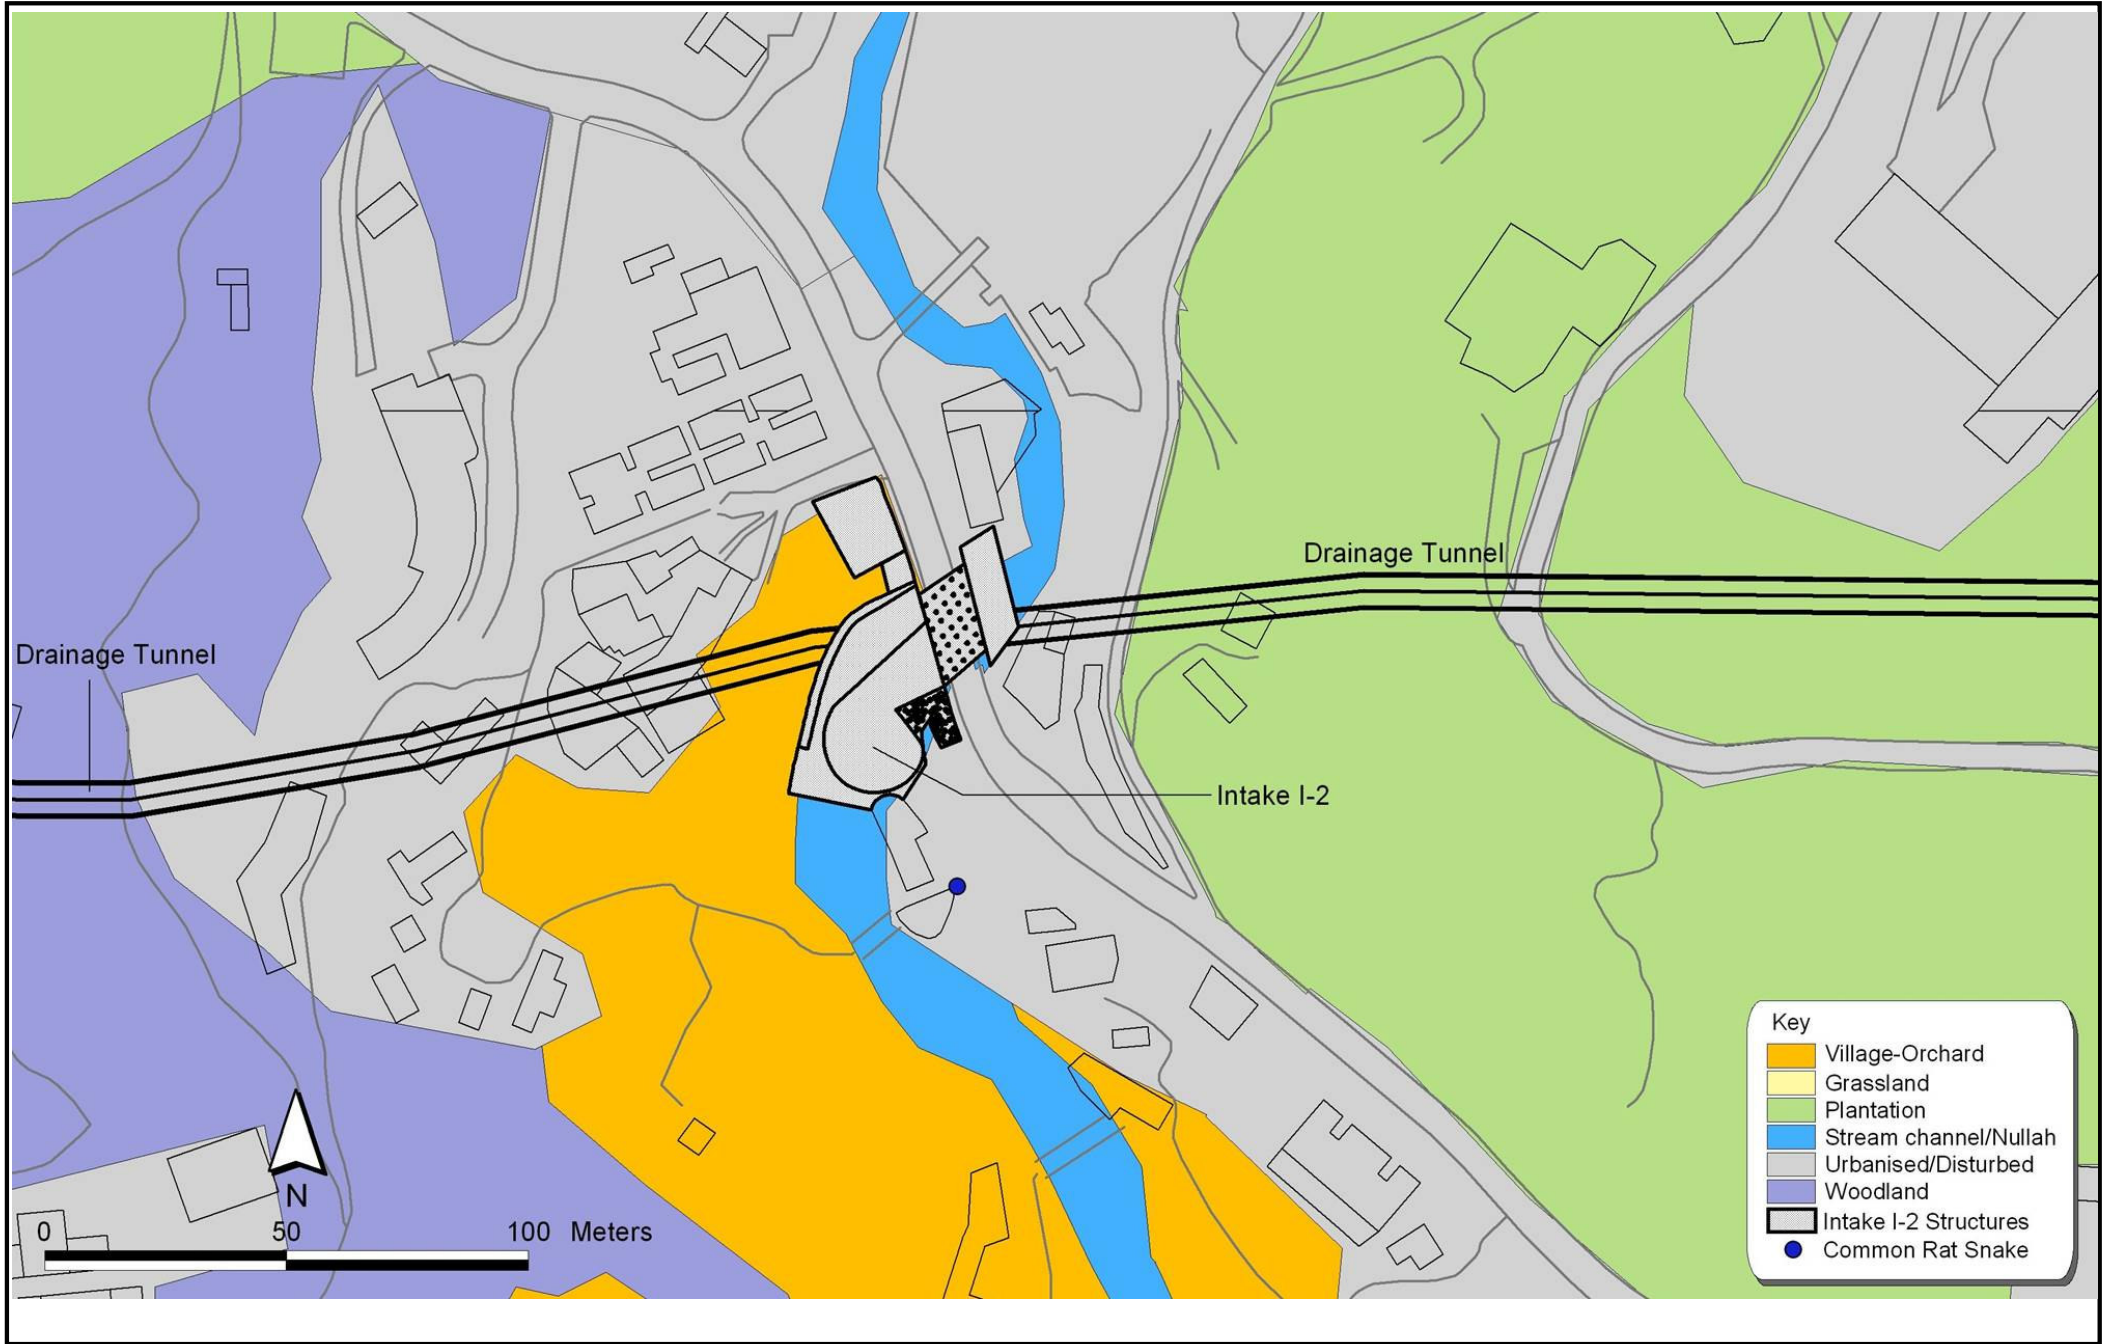 Drainage Tunnel
Drainage Tunnel
Intake I-2
Key
Village-Orchard
Grassland
Plantation
Stream channel/Nullah
Urbanised/Disturbed
Woodland
Intake I-2 Structures
Common Rat Snake
N
0 50 100 Meters